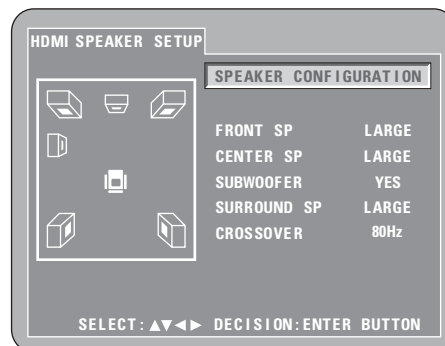 HDMI SPEAKER SETUP
SPEAKER CONFIGURATION
FRONT SP LARGE
CENTER SP LARGE
SUBWOOFER YES
SURROUND SP LARGE
CROSSOVER 80Hz
SELECT:▲▼◀▶ DECISION:ENTER BUTTON